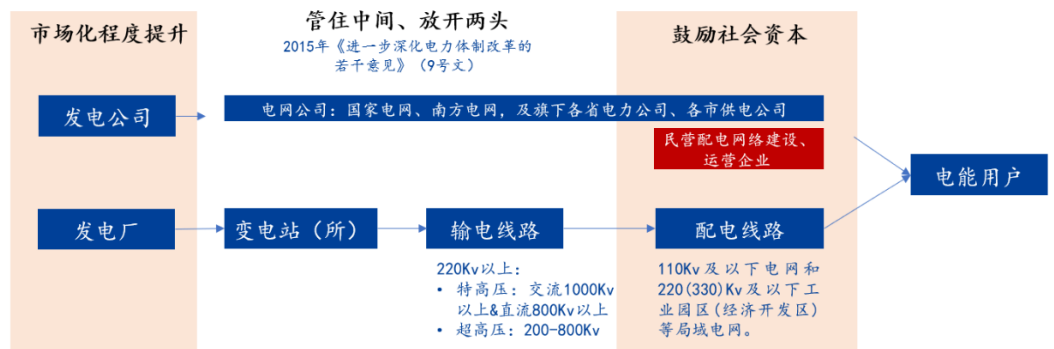 市场化程度提升
管住中间、放开两头
2015年《进一步深化电力体制改革的
若干意见》（9号文）
鼓励社会资本
发电公司
电网公司：国家电网、南方电网，及旗下各省电力公司、各市供电公司
民营配电网络建设、
运营企业
电能用户
发电厂
变电站（所）
输电线路
配电线路
220Kv以上：
• 特高压：交流1000Kv
以上&直流800Kv以上
• 超高压：200-800Kv
110Kv及以下电网和
220(330)Kv及以下工
业园区(经济开发区)
等局域电网。